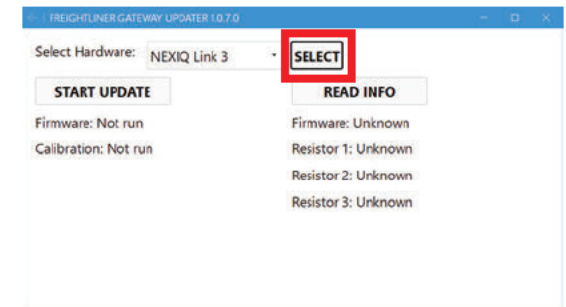 FREIGHTLINER GATEWAY UPDATER 1.0.7.0
Select Hardware: NEXIQ Link 3 SELECT
START UPDATE READ INFO
Firmware: Not run Firmware: Unknown
Calibration: Not run Resistor 1: Unknown
Resistor 2: Unknown
Resistor 3: Unknown